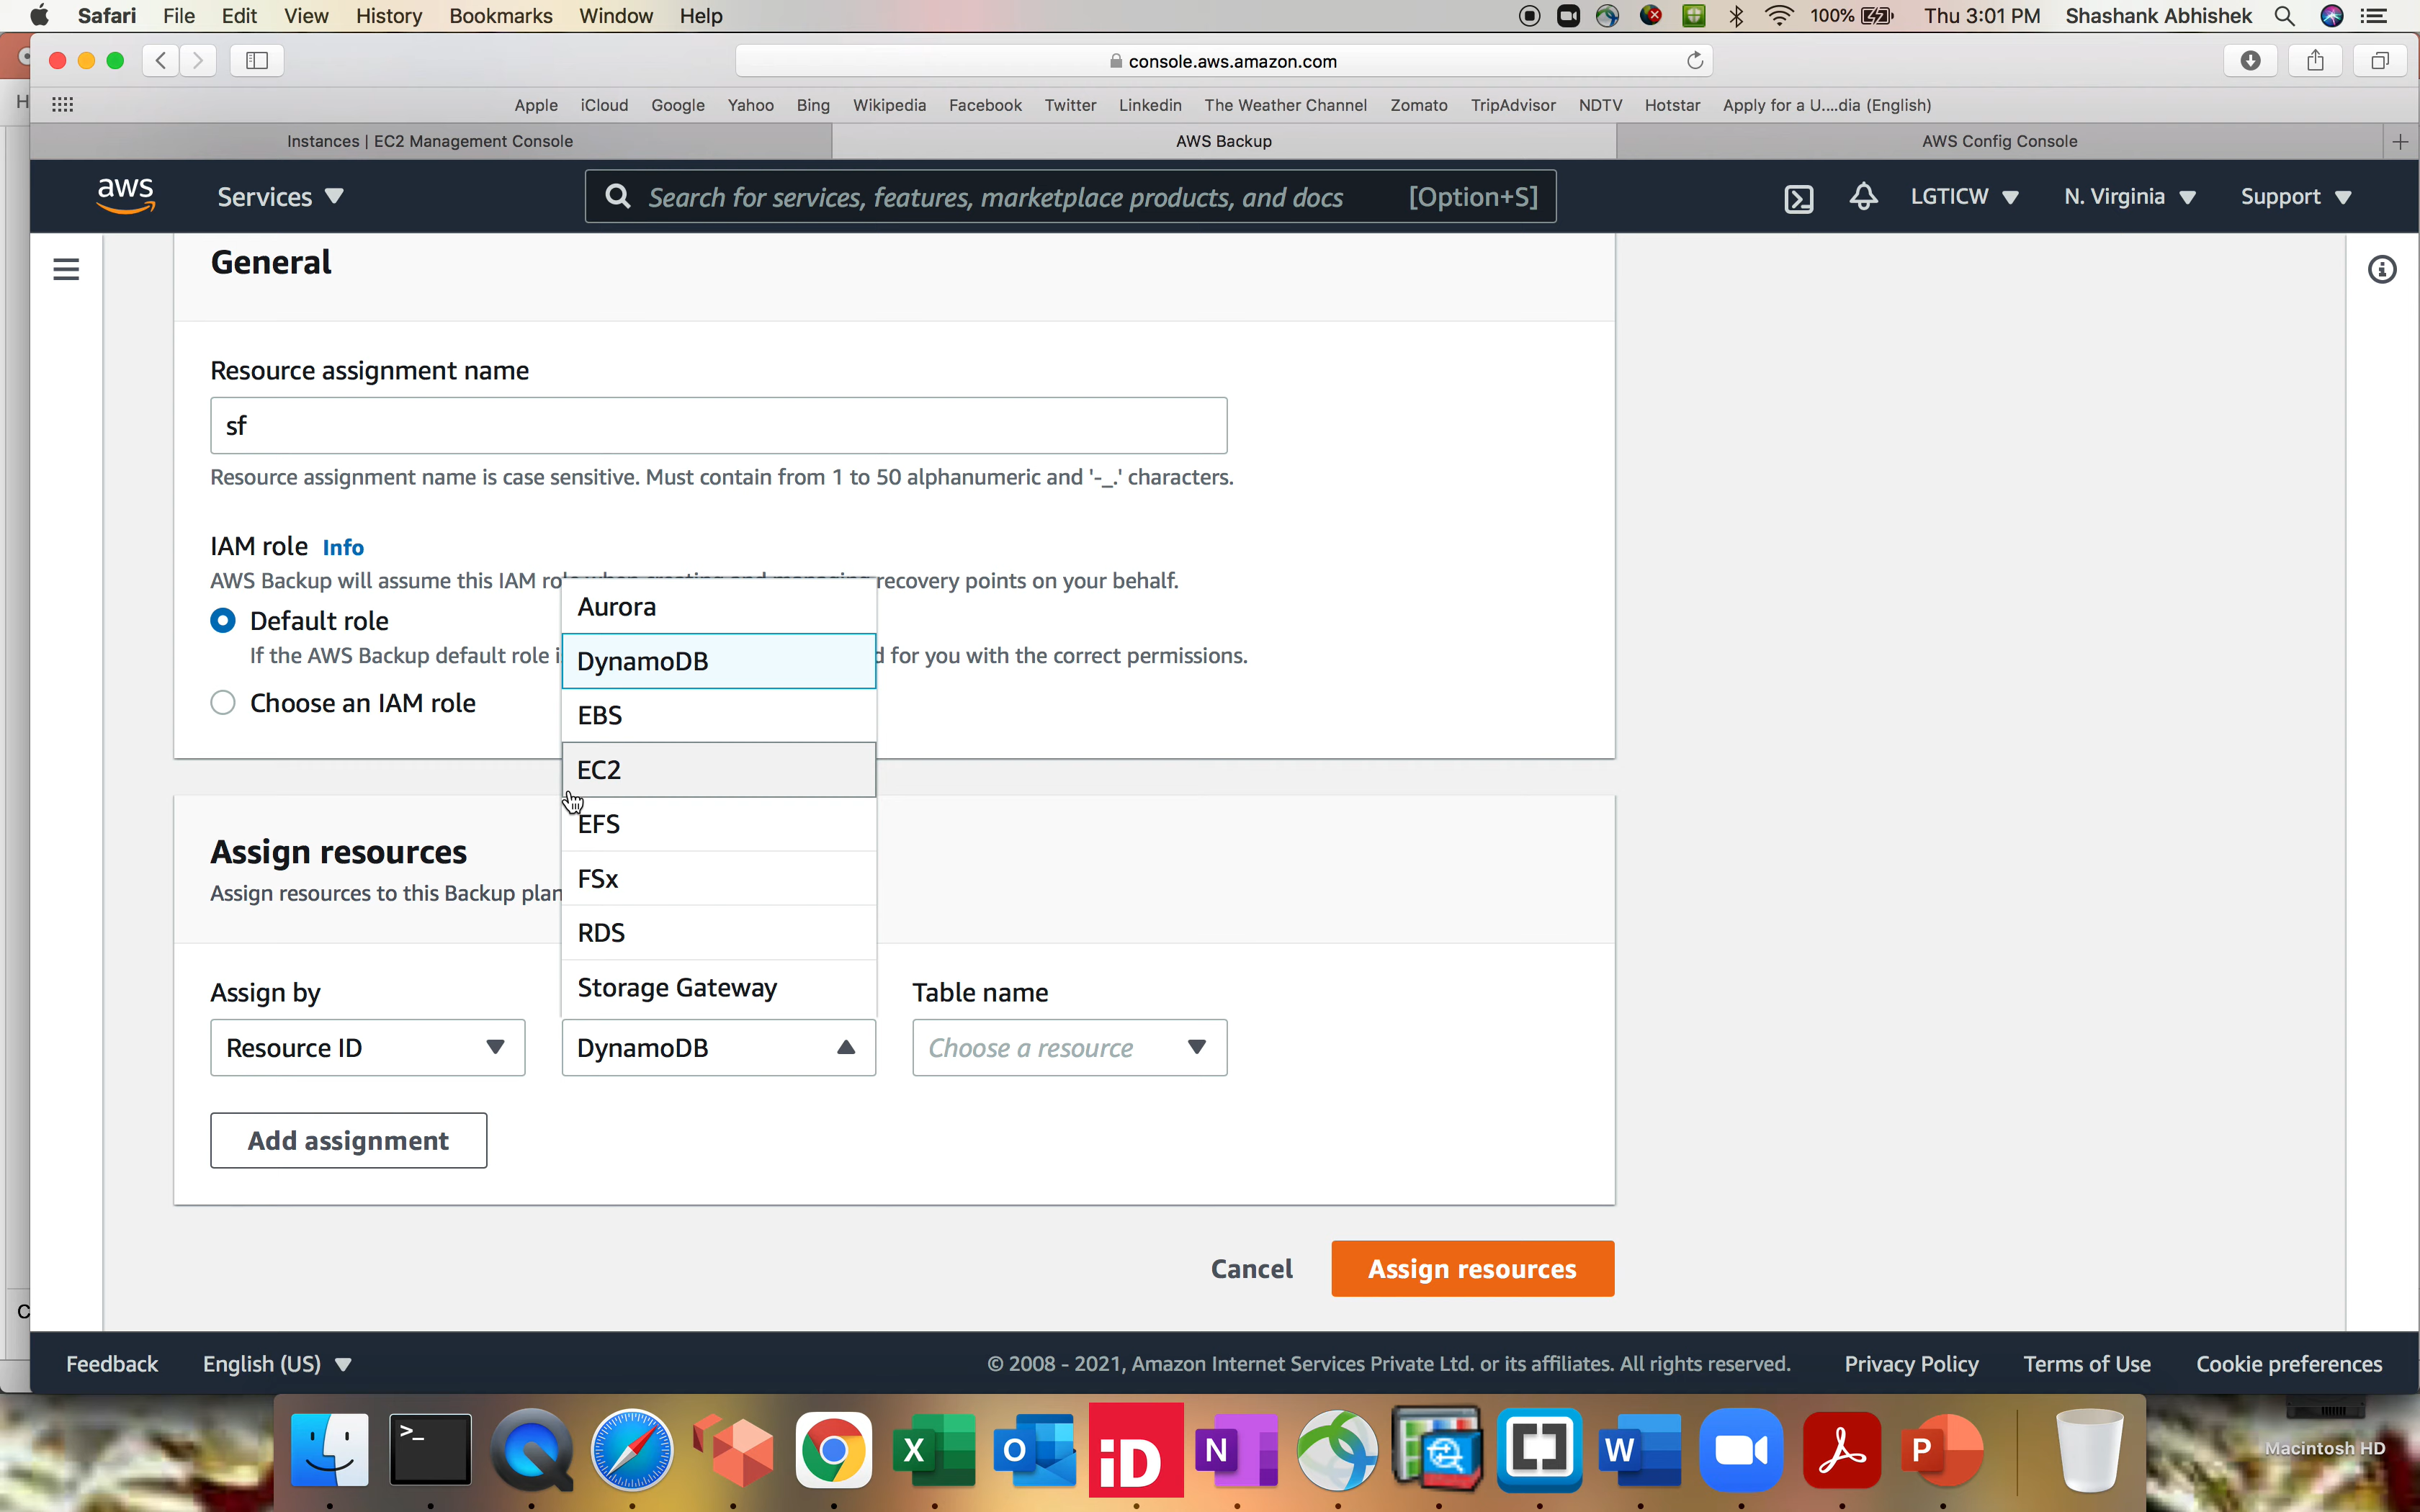 Safari File Edit View History Bookmarks Window Help 100% Thu 3:01 PM Shashank Abhishek
console.aws.amazon.com
H
Apple iCloud Google Yahoo Bing Wikipedia Facebook Twitter Linkedin The Weather Channel Zomato TripAdvisor NDTV Hotstar Apply for a U....dia (English)
Instances | EC2 Management Console AWS Backup AWS Config Console
aws Services Search for services, features, marketplace products, and docs [Option+S] LGTICW N. Virginia Support
General
Resource assignment name
sf
Resource assignment name is case sensitive. Must contain from 1 to 50 alphanumeric and '-_.' characters.
IAM role Info
AWS Backup will assume this IAM recovery points on your behalf.
Default role
If the AWS Backup default role for you with the correct permissions.
Choose an IAM role
Aurora
DynamoDB
EBS
EC2
EFS
FSx
RDS
Storage Gateway
Assign resources
Assign resources to this Backup plan
Assign by Table name
Resource ID DynamoDB Choose a resource
Add assignment
Cancel Assign resources
C
Feedback English (US) © 2008 - 2021, Amazon Internet Services Private Ltd. or its affiliates. All rights reserved. Privacy Policy Terms of Use Cookie preferences
>_ X O iD N W P
Macintosh HD